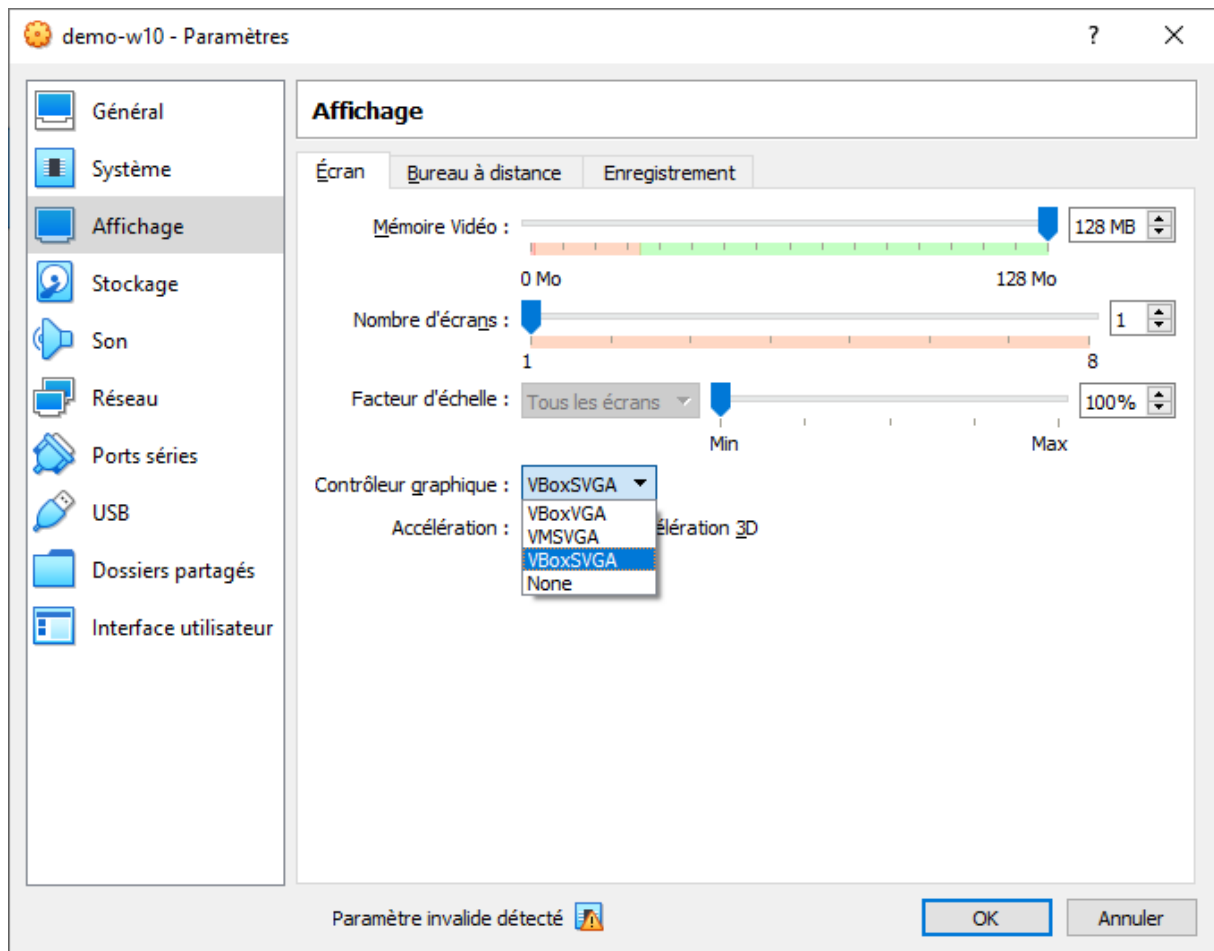 demo-w10 - Paramètres
?
Général
Système
Affichage
Stockage
Son
Réseau
Ports séries
USB
Dossiers partagés
Interface utilisateur
Affichage
Écran Bureau à distance Enregistrement
Mémoire Vidéo : 128 MB
0 Mo 128 Mo
Nombre d'écrans : 1
1 8
Facteur d'échelle : Tous les écrans 100%
Min Max
Contrôleur graphique : VBoxSVGA
VBoxVGA
Accélération : élération 3D
VMSVGA
VBoxSVGA
None
Paramètre invalide détecté OK Annuler